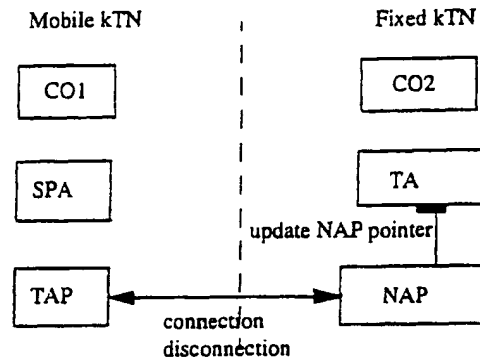 Mobile kTN
Fixed kTN
CO1
CO2
SPA
TA
update NAP pointer
TAP
NAP
connection
disconnection